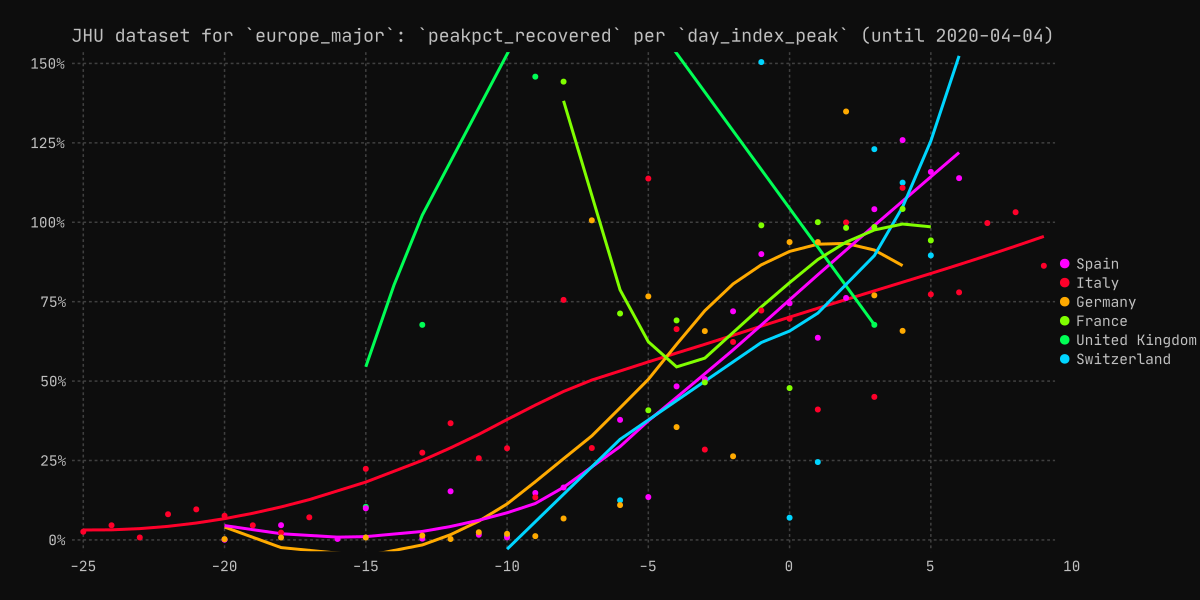 JHU dataset for `europe_major`: `peakpct_recovered` per `day_index_peak` (until 2020-04-04)
150%
125%
100%
75%
50%
25%
0%
-25 -20 -15 -10 -5 0 5 10
Spain
Italy
Germany
France
United Kingdom
Switzerland